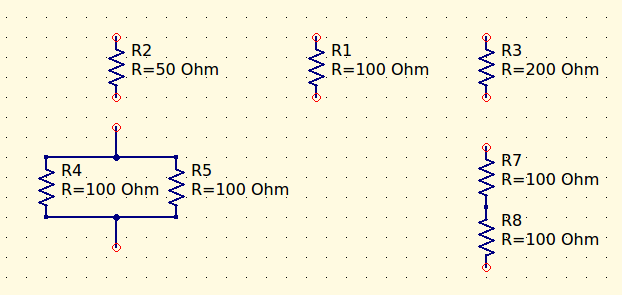 R2
R=50 Ohm
R1
R=100 Ohm
R3
R=200 Ohm
R4
R=100 Ohm
R5
R=100 Ohm
R7
R=100 Ohm
R8
R=100 Ohm